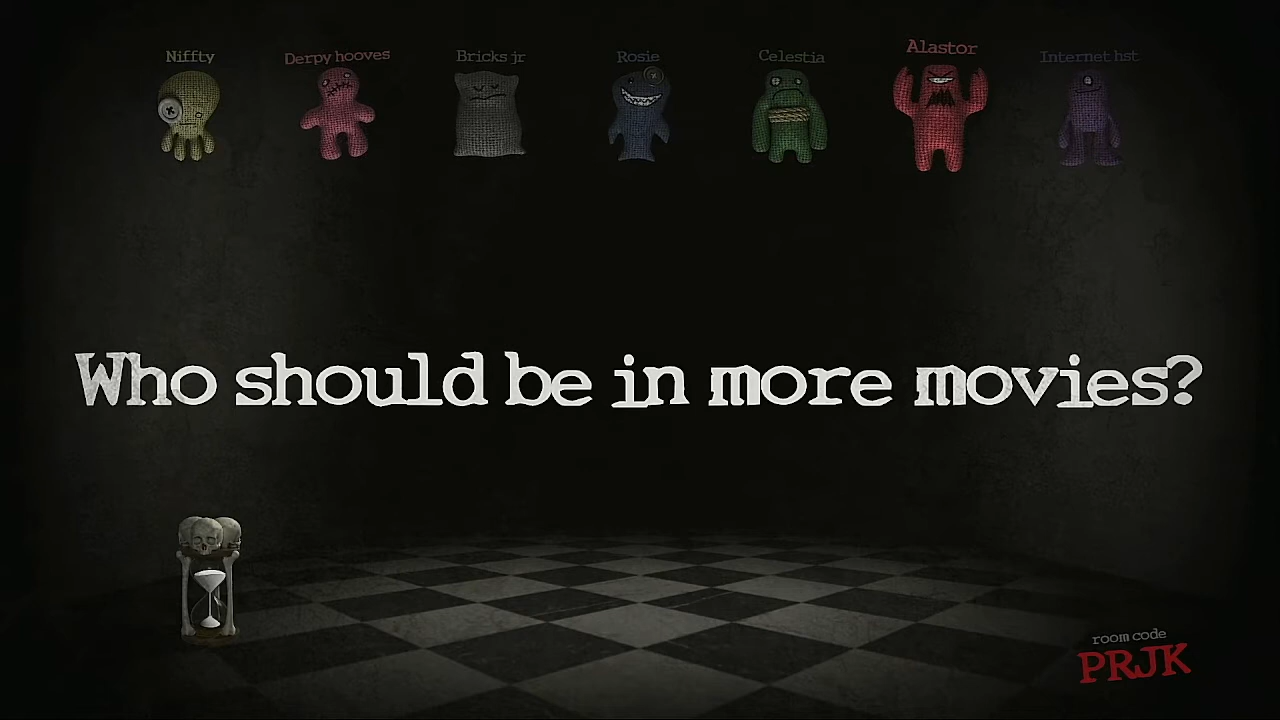 Niffty
Derpy hooves
Bricks jr
Rosie
Celestia
Alastor
Internet hst
Who should be in more movies?
room code
PRJK